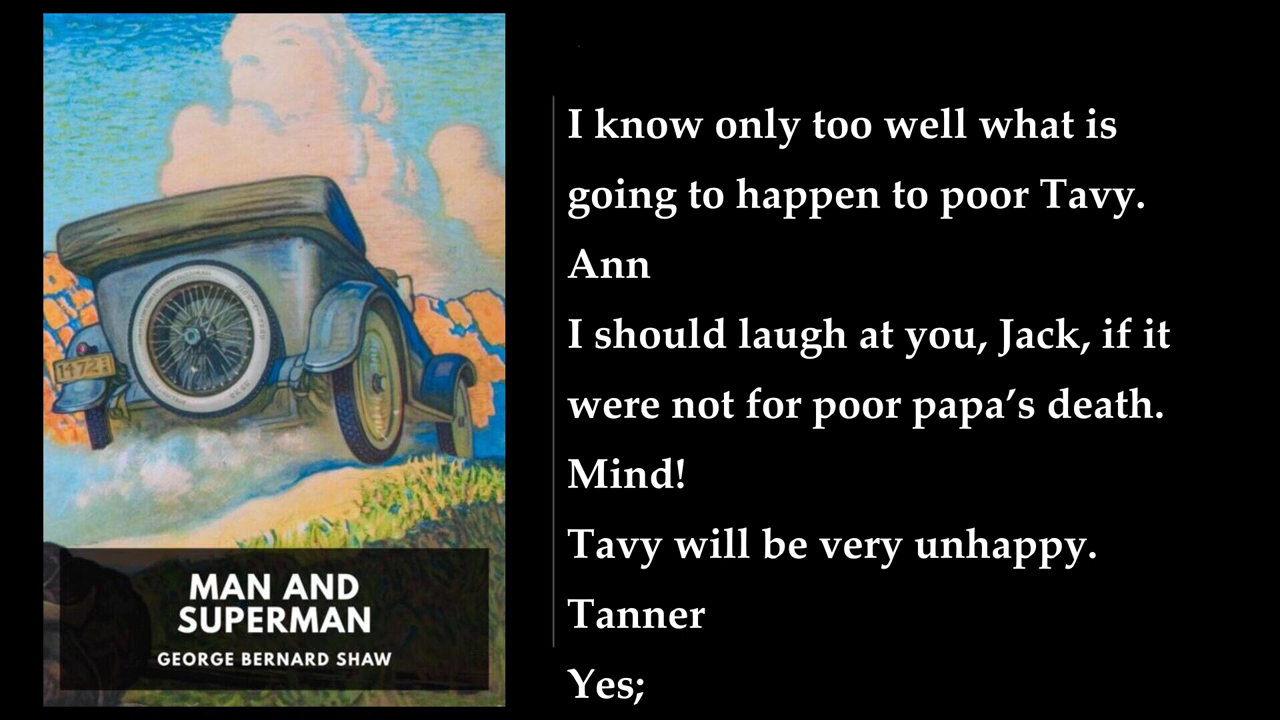 1472
MAN AND
SUPERMAN
GEORGE BERNARD SHAW
I know only too well what is
going to happen to poor Tavy.
Ann
I should laugh at you, Jack, if it
were not for poor papa’s death.
Mind!
Tavy will be very unhappy.
Tanner
Yes;